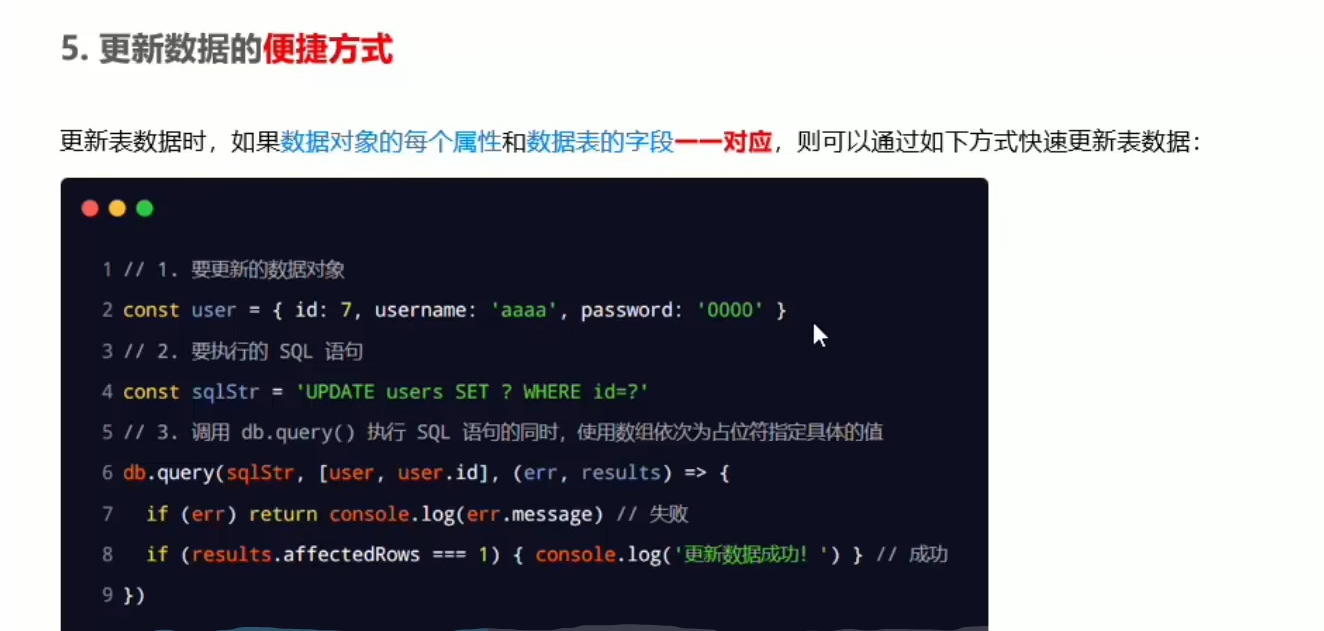 5. 更新数据的便捷方式
更新表数据时，如果数据对象的每个属性和数据表的字段一一对应，则可以通过如下方式快速更新表数据：
1 // 1. 要更新的数据对象
2 const user = { id: 7, username: 'aaaa', password: '0000' }
3 // 2. 要执行的 SQL 语句
4 const sqlStr = 'UPDATE users SET ? WHERE id=?'
5 // 3. 调用 db.query() 执行 SQL 语句的同时，使用数组依次为占位符指定具体的值
6 db.query(sqlStr, [user, user.id], (err, results) => {
7   if (err) return console.log(err.message) // 失败
8   if (results.affectedRows === 1) { console.log('更新数据成功！') } // 成功
9 })